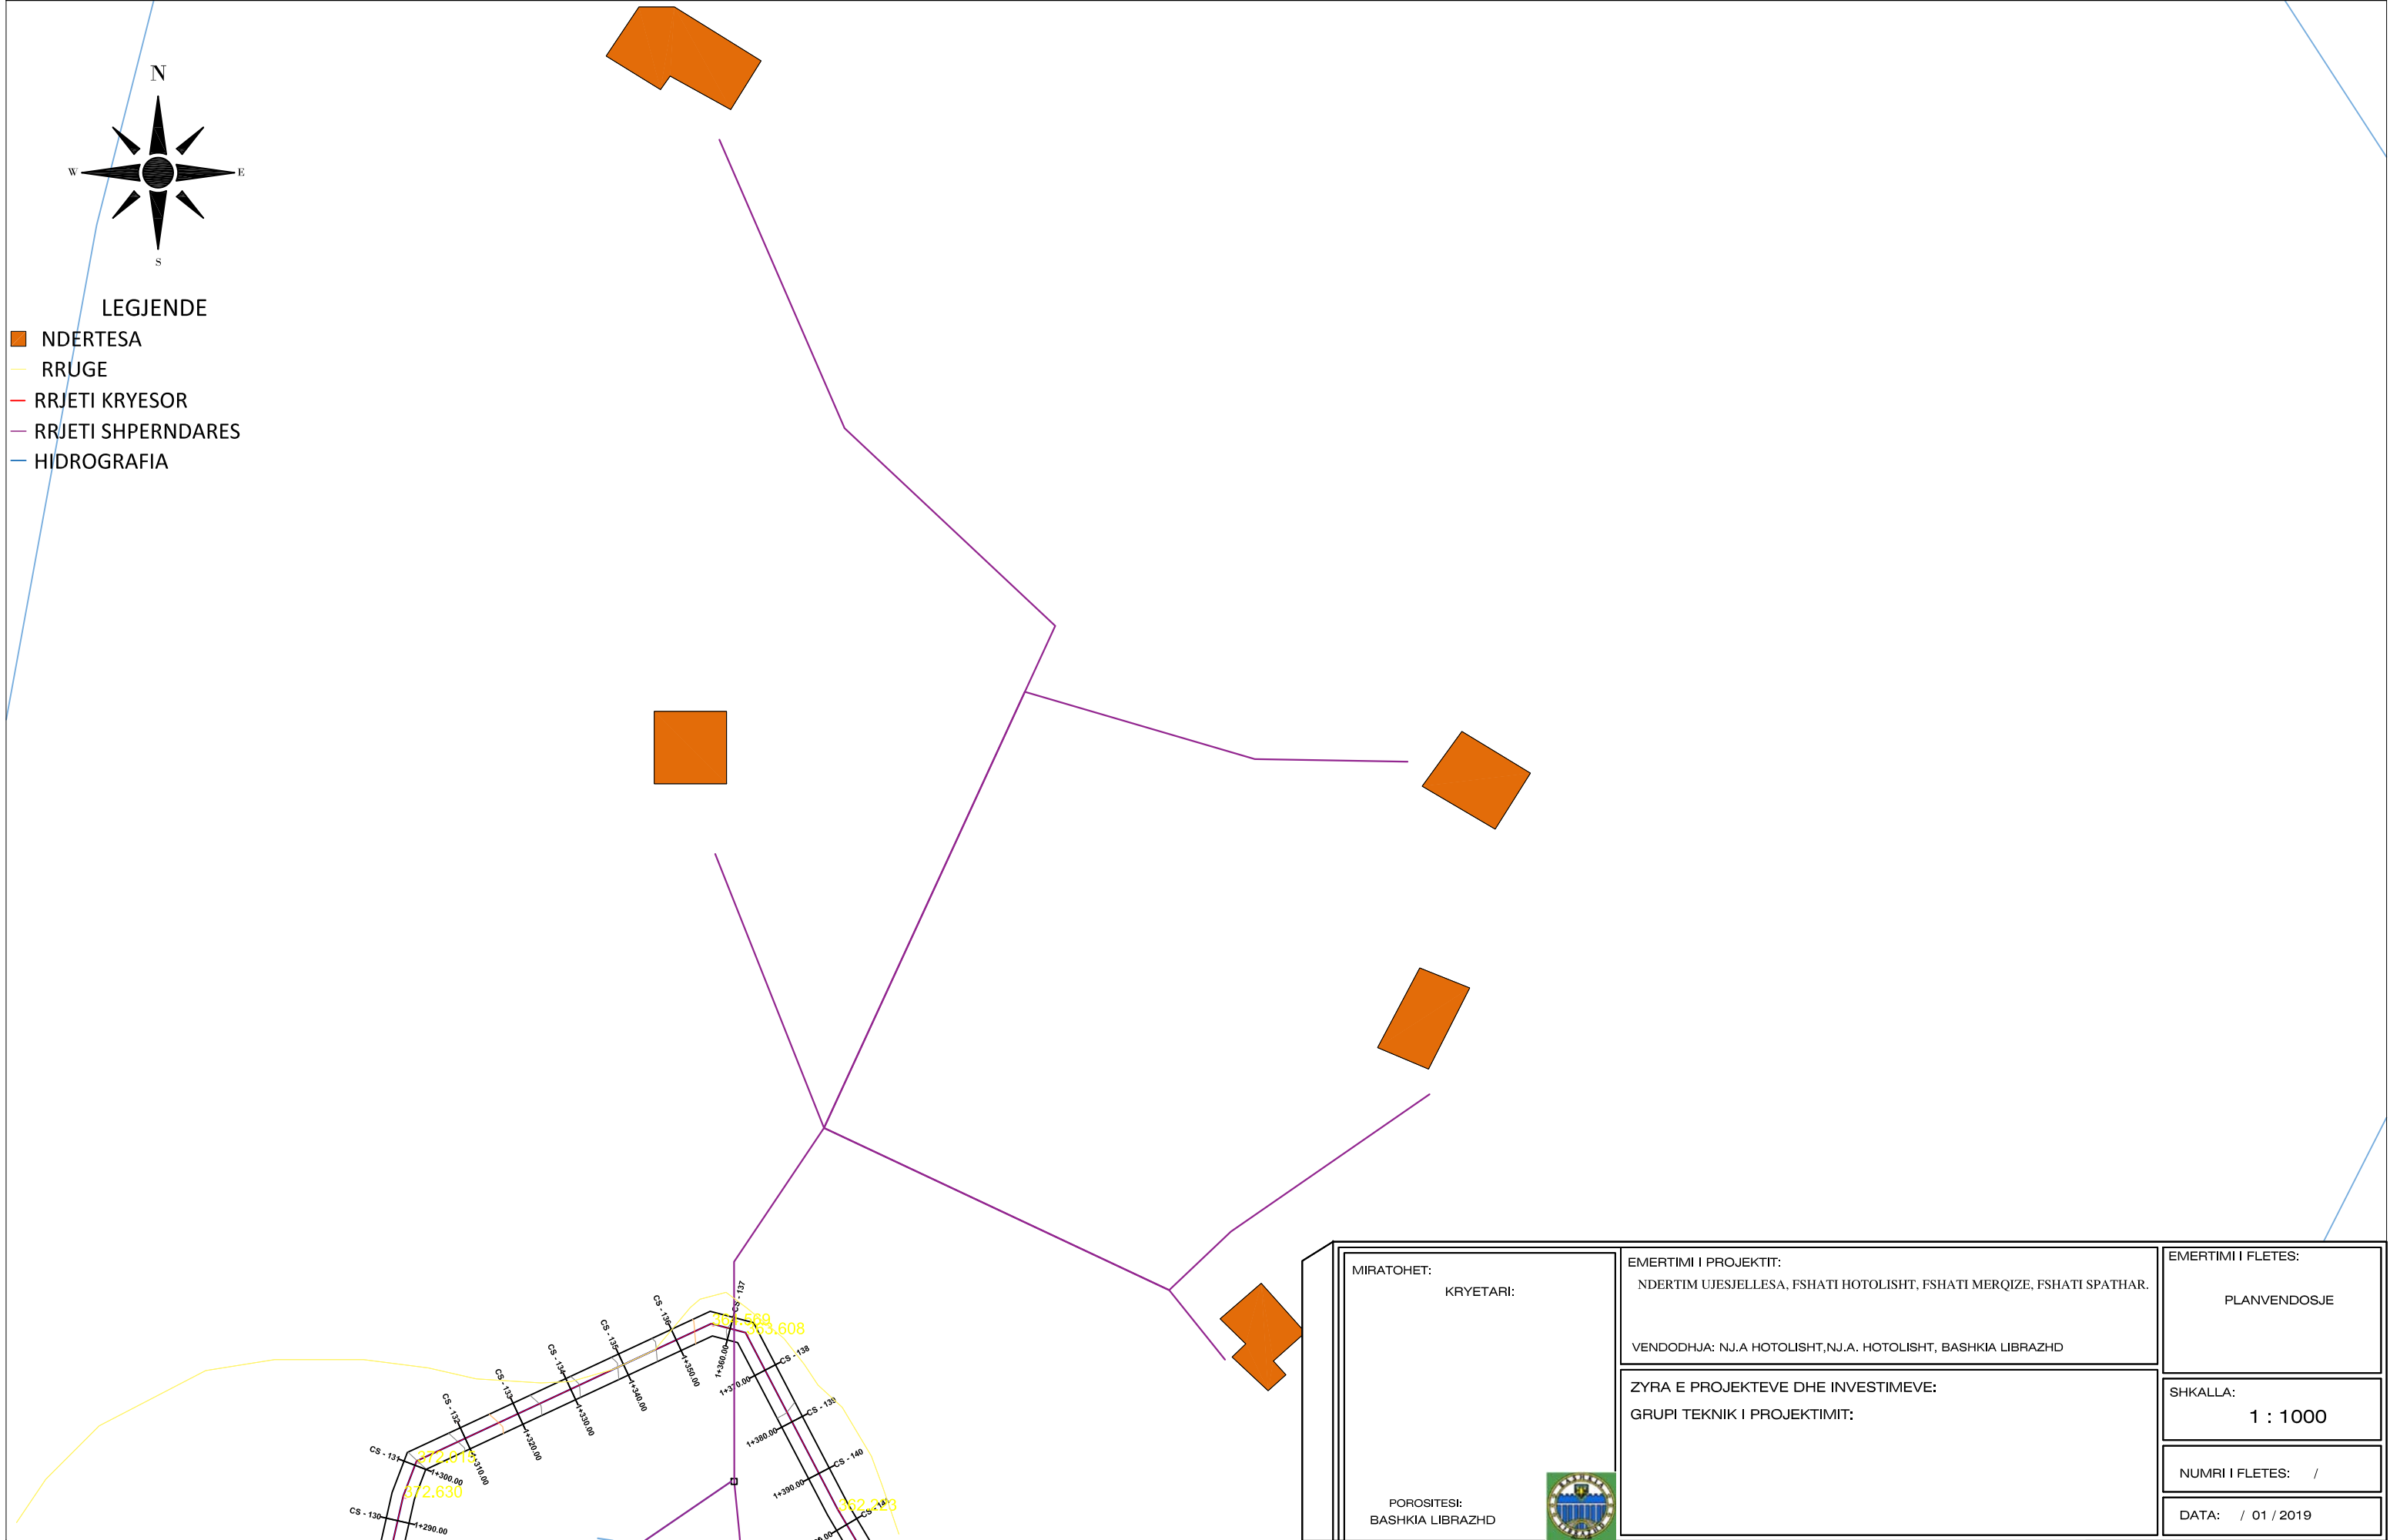 N
W
E
S
LEGJENDE
NDERTESA
RRUGE
RRJETI KRYESOR
RRJETI SHPERNDARES
HIDROGRAFIA
CS - 130
1+290.00
372.630
CS - 131
1+300.00
CS - 132
1+310.00
CS - 133
1+320.00
CS - 134
1+330.00
CS - 135
1+340.00
CS - 136
1+350.00
CS - 137
1+360.00
363.608
CS - 138
1+370.00
CS - 139
1+380.00
CS - 140
1+390.00
CS - 141
MIRATOHET:
KRYETARI:
POROSITESI:
BASHKIA LIBRAZHD
EMERTIMI I PROJEKTIT:
NDERTIM UJESJELLESA, FSHATI HOTOLISHT, FSHATI MERQIZE, FSHATI SPATHAR.
VENDODHJA: NJ.A HOTOLISHT,NJ.A. HOTOLISHT, BASHKIA LIBRAZHD
ZYRA E PROJEKTEVE DHE INVESTIMEVE:
GRUPI TEKNIK I PROJEKTIMIT:
EMERTIMI I FLETES:
PLANVENDOSJE
SHKALLA:
1 : 1000
NUMRI I FLETES: /
DATA: / 01 / 2019